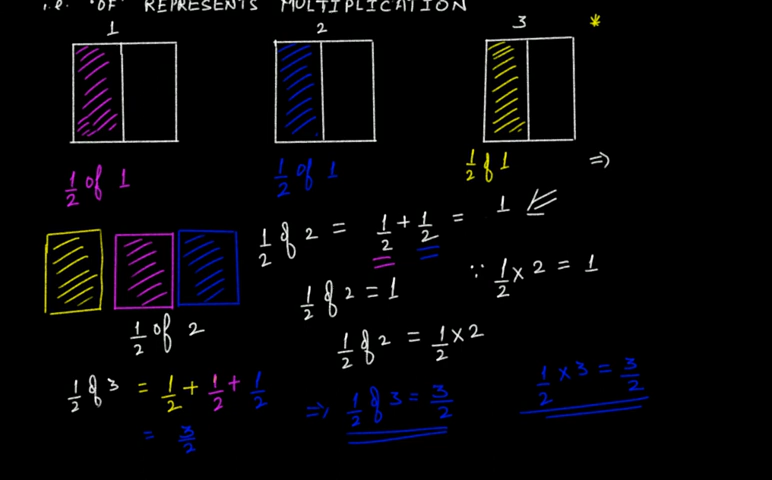 i.e. "OF" REPRESENTS MULTIPLICATION
1 2 3 *
1/2 of 1 1/2 of 1 1/2 of 1 ⇒
1/2 of 2 = 1/2 + 1/2 = 1
1/2 of 2 = 1 ∵ 1/2 × 2 = 1
1/2 of 2 1/2 of 2 = 1/2 × 2
1/2 of 3 = 1/2 + 1/2 + 1/2 ⇒ 1/2 of 3 = 3/2 1/2 × 3 = 3/2
= 3/2